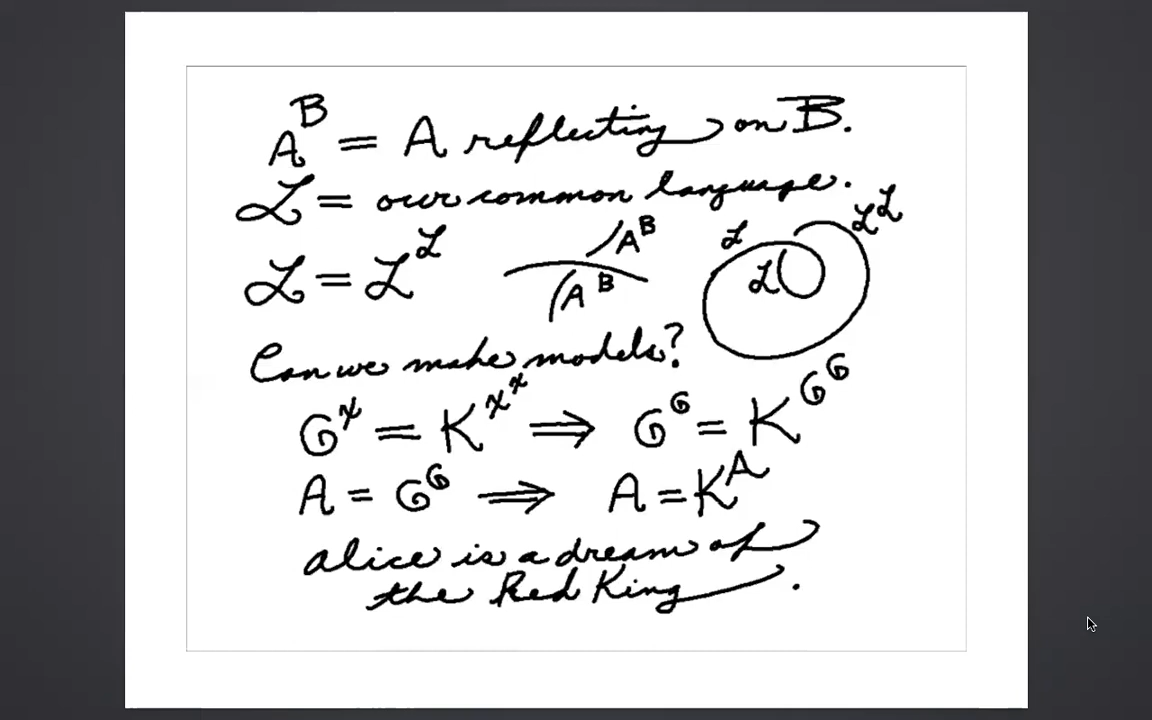 A^B = A reflecting on B.
ℒ = our common language.
ℒ = ℒ^ℒ
A^B
A^B
ℒ
ℒ
ℒ^ℒ
Can we make models?
G^x = K^x^x ⟹ G^G = K^G^G
A = G^G ⟹ A = K^A
alice is a dream of
the Red King.